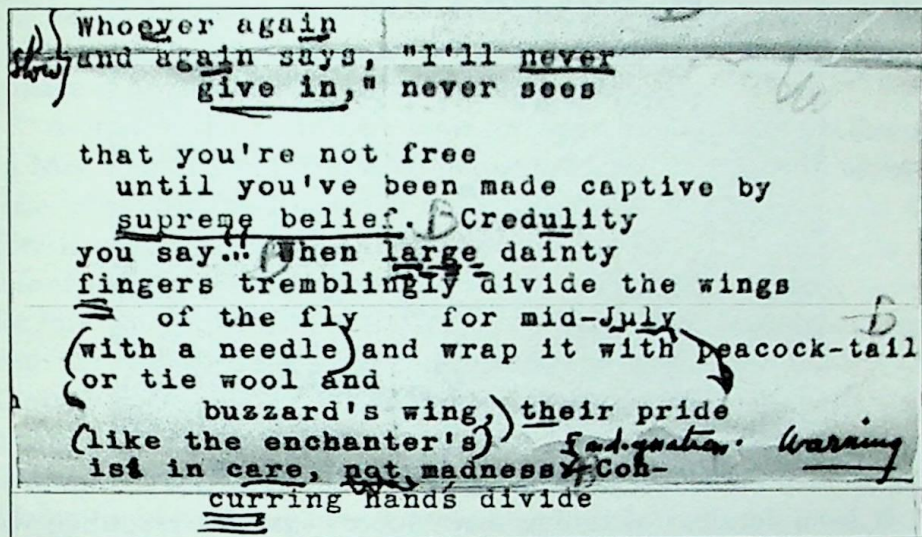 Whoever again
Show and again says, "I'll never
give in," never sees
that you're not free
until you've been made captive by
supreme belief. B Credulity
you say... B When large dainty
fingers tremblingly divide the wings
of the fly for mid-July
(with a needle) and wrap it with peacock-tail B
or tie wool and
buzzard's wing,) their pride
(like the enchanter's) indignation. Warning
is in care, not madness. Con-
curring hands divide